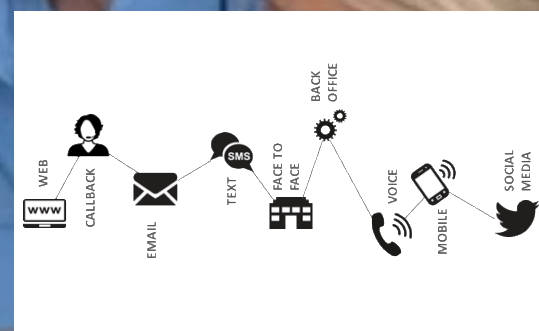 WEB
www
CALLBACK
EMAIL
SMS
TEXT
FACE TO
FACE
BACK
OFFICE
VOICE
MOBILE
SOCIAL
MEDIA